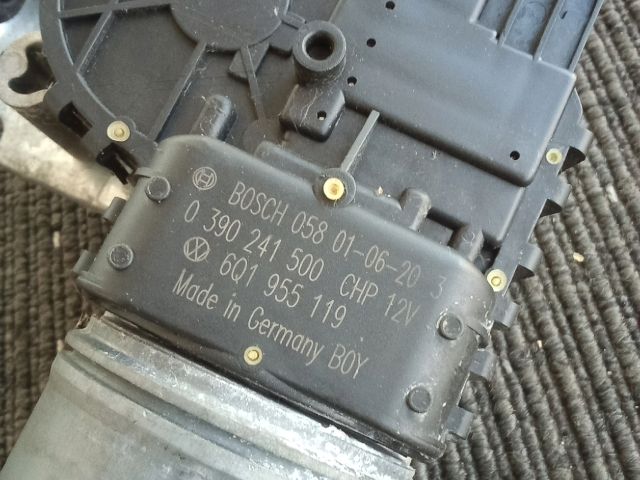 BOSCH 058 01-06-20 3
0 390 241 500 CHP 12V
6Q1 955 119
Made in Germany BOY